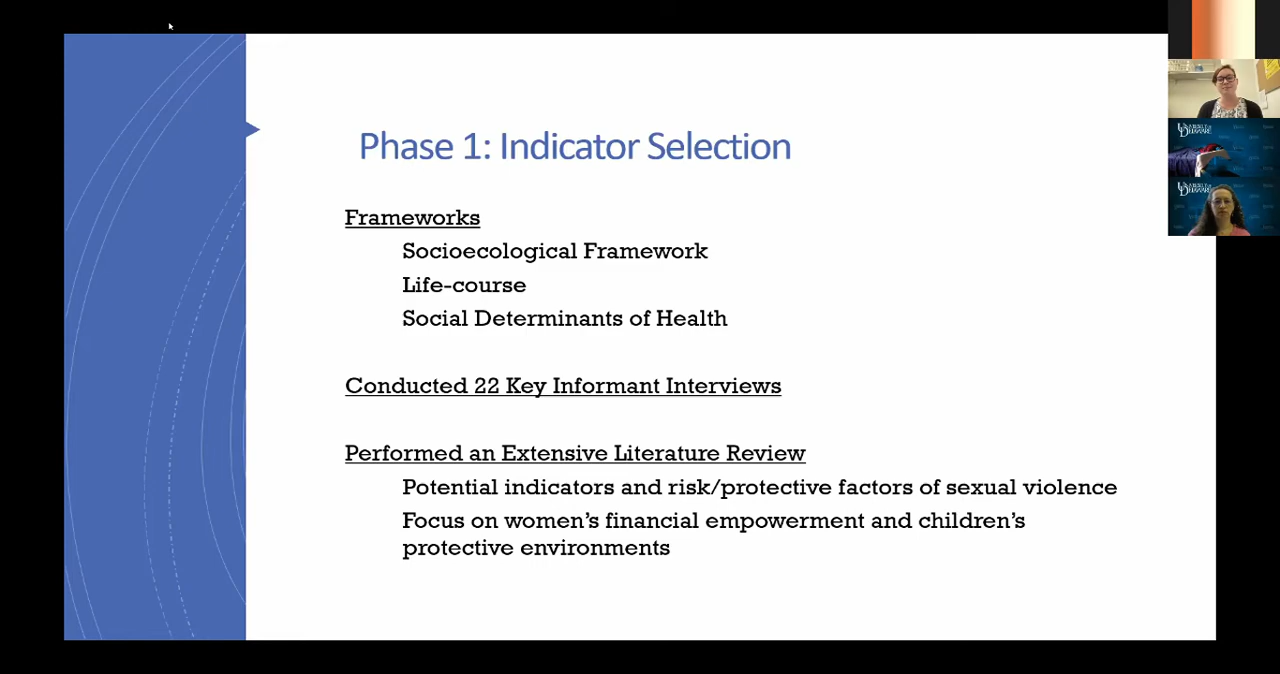 Phase 1: Indicator Selection
Frameworks
Socioecological Framework
Life-course
Social Determinants of Health
Conducted 22 Key Informant Interviews
Performed an Extensive Literature Review
Potential indicators and risk/protective factors of sexual violence
Focus on women’s financial empowerment and children’s
protective environments